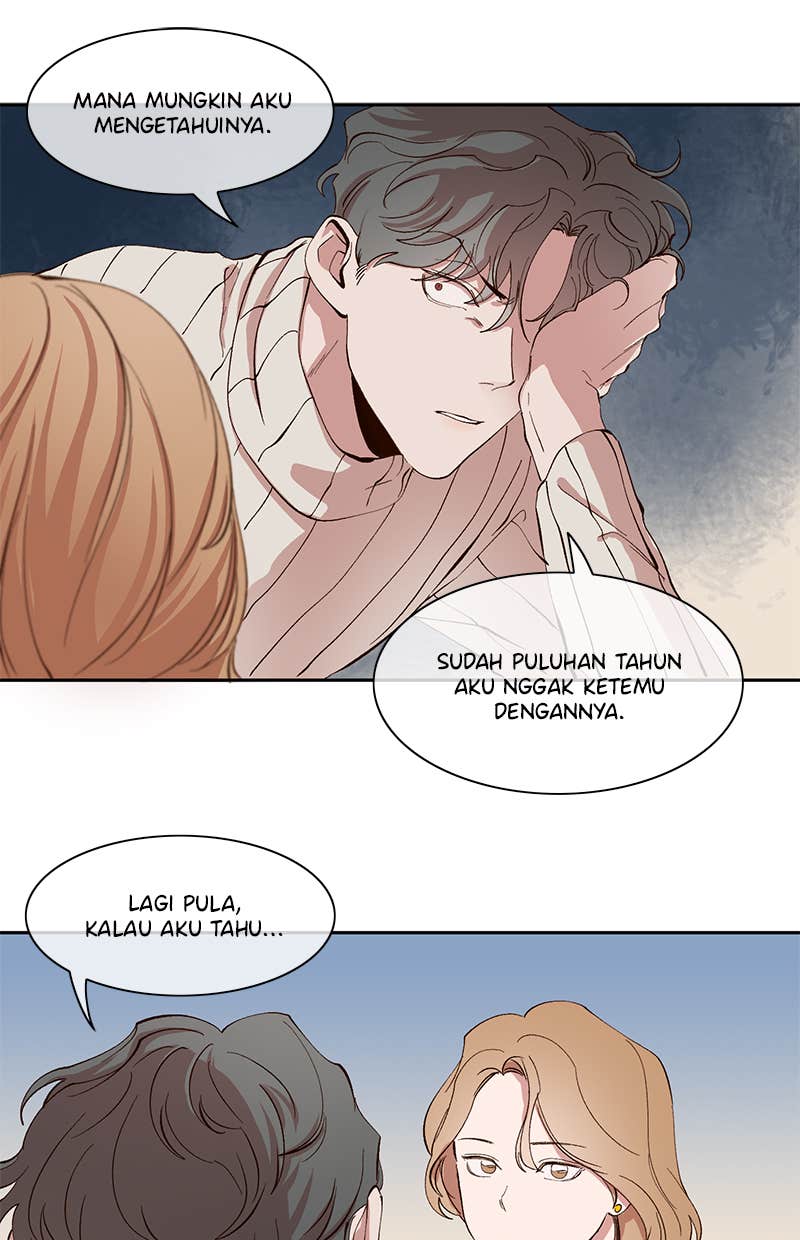 MANA MUNGKIN AKU
MENGETAHUINYA.
SUDAH PULUHAN TAHUN
AKU NGGAK KETEMU
DENGANNYA.
LAGI PULA,
KALAU AKU TAHU...